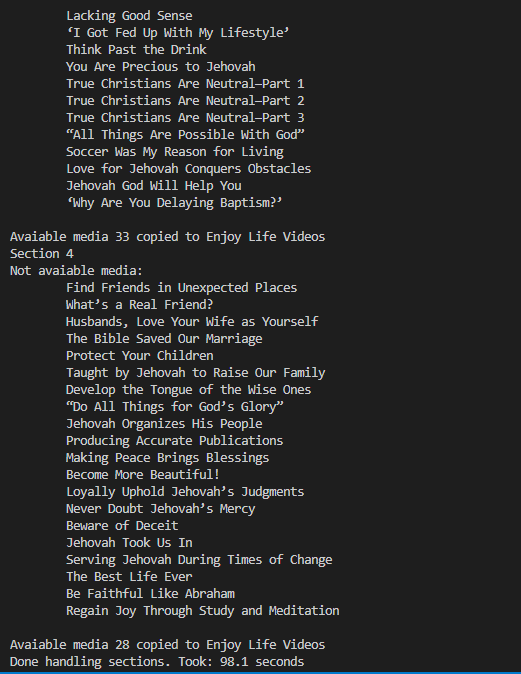 Lacking Good Sense
‘I Got Fed Up With My Lifestyle’
Think Past the Drink
You Are Precious to Jehovah
True Christians Are Neutral—Part 1
True Christians Are Neutral—Part 2
True Christians Are Neutral—Part 3
“All Things Are Possible With God”
Soccer Was My Reason for Living
Love for Jehovah Conquers Obstacles
Jehovah God Will Help You
‘Why Are You Delaying Baptism?’
Avaiable media 33 copied to Enjoy Life Videos
Section 4
Not avaiable media:
Find Friends in Unexpected Places
What’s a Real Friend?
Husbands, Love Your Wife as Yourself
The Bible Saved Our Marriage
Protect Your Children
Taught by Jehovah to Raise Our Family
Develop the Tongue of the Wise Ones
“Do All Things for God’s Glory”
Jehovah Organizes His People
Producing Accurate Publications
Making Peace Brings Blessings
Become More Beautiful!
Loyally Uphold Jehovah’s Judgments
Never Doubt Jehovah’s Mercy
Beware of Deceit
Jehovah Took Us In
Serving Jehovah During Times of Change
The Best Life Ever
Be Faithful Like Abraham
Regain Joy Through Study and Meditation
Avaiable media 28 copied to Enjoy Life Videos
Done handling sections. Took: 98.1 seconds